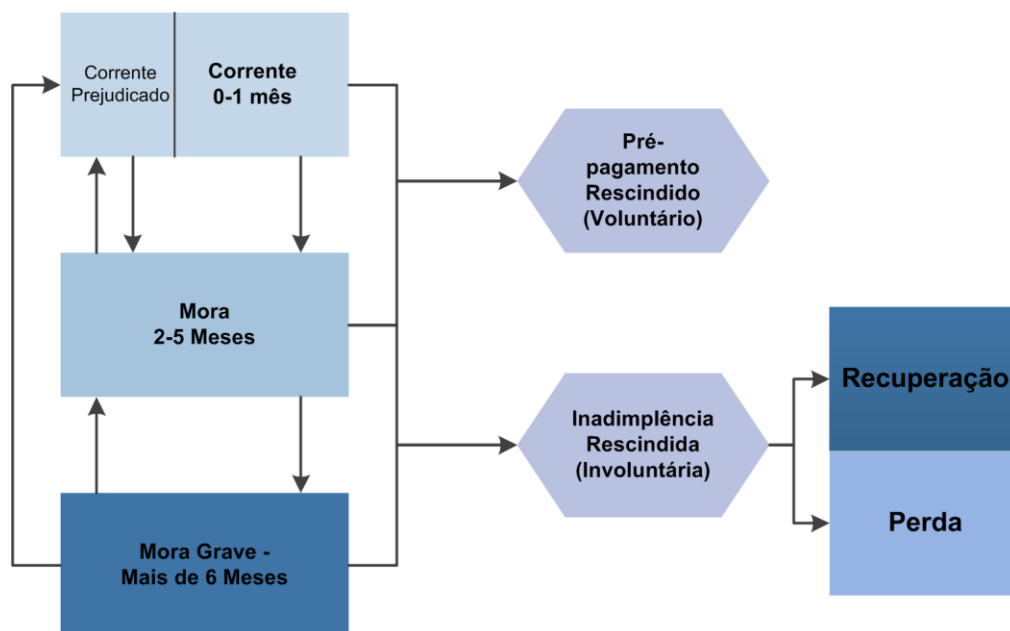 Corrente
Prejudicado
Corrente
0-1 mês
Pré-
pagamento
Rescindido
(Voluntário)
Mora
2-5 Meses
Recuperação
Inadimplência
Rescindida
(Involuntária)
Perda
Mora Grave -
Mais de 6 Meses